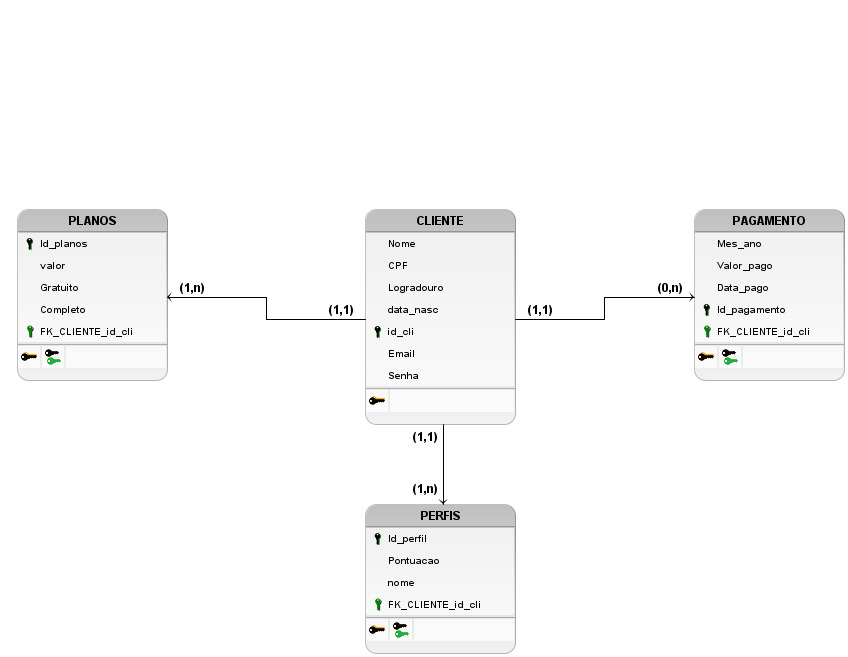 PLANOS
Id_planos
valor
Gratuito
Completo
FK_CLIENTE_id_cli
(1,n)
(1,1)
CLIENTE
Nome
CPF
Logradouro
data_nasc
id_cli
Email
Senha
(1,1)
(0,n)
PAGAMENTO
Mes_ano
Valor_pago
Data_pago
Id_pagamento
FK_CLIENTE_id_cli
(1,1)
(1,n)
PERFIS
Id_perfil
Pontuacao
nome
FK_CLIENTE_id_cli